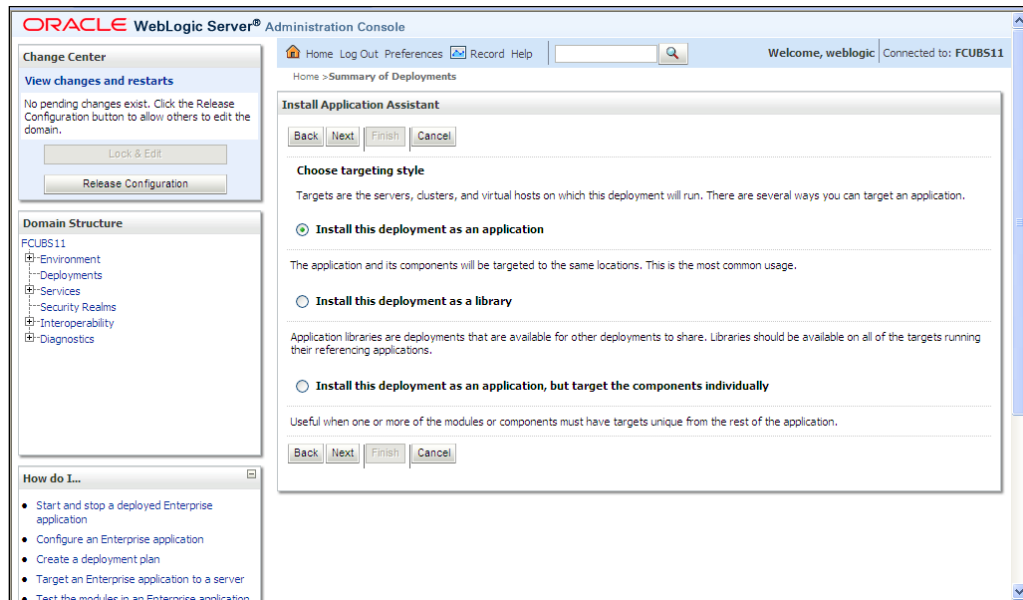 ORACLE WebLogic Server® Administration Console
Change Center
View changes and restarts
No pending changes exist. Click the Release
Configuration button to allow others to edit the
domain.
Lock & Edit
Release Configuration
Domain Structure
FCUBS11
Environment
Deployments
Services
Security Realms
Interoperability
Diagnostics
How do I...
Start and stop a deployed Enterprise
application
Configure an Enterprise application
Create a deployment plan
Target an Enterprise application to a server
Test the modules in an Enterprise application
Home Log Out Preferences Record Help
Welcome, weblogic Connected to: FCUBS11
Home >Summary of Deployments
Install Application Assistant
Back Next Finish Cancel
Choose targeting style
Targets are the servers, clusters, and virtual hosts on which this deployment will run. There are several ways you can target an application.
Install this deployment as an application
The application and its components will be targeted to the same locations. This is the most common usage.
Install this deployment as a library
Application libraries are deployments that are available for other deployments to share. Libraries should be available on all of the targets running
their referencing applications.
Install this deployment as an application, but target the components individually
Useful when one or more of the modules or components must have targets unique from the rest of the application.
Back Next Finish Cancel